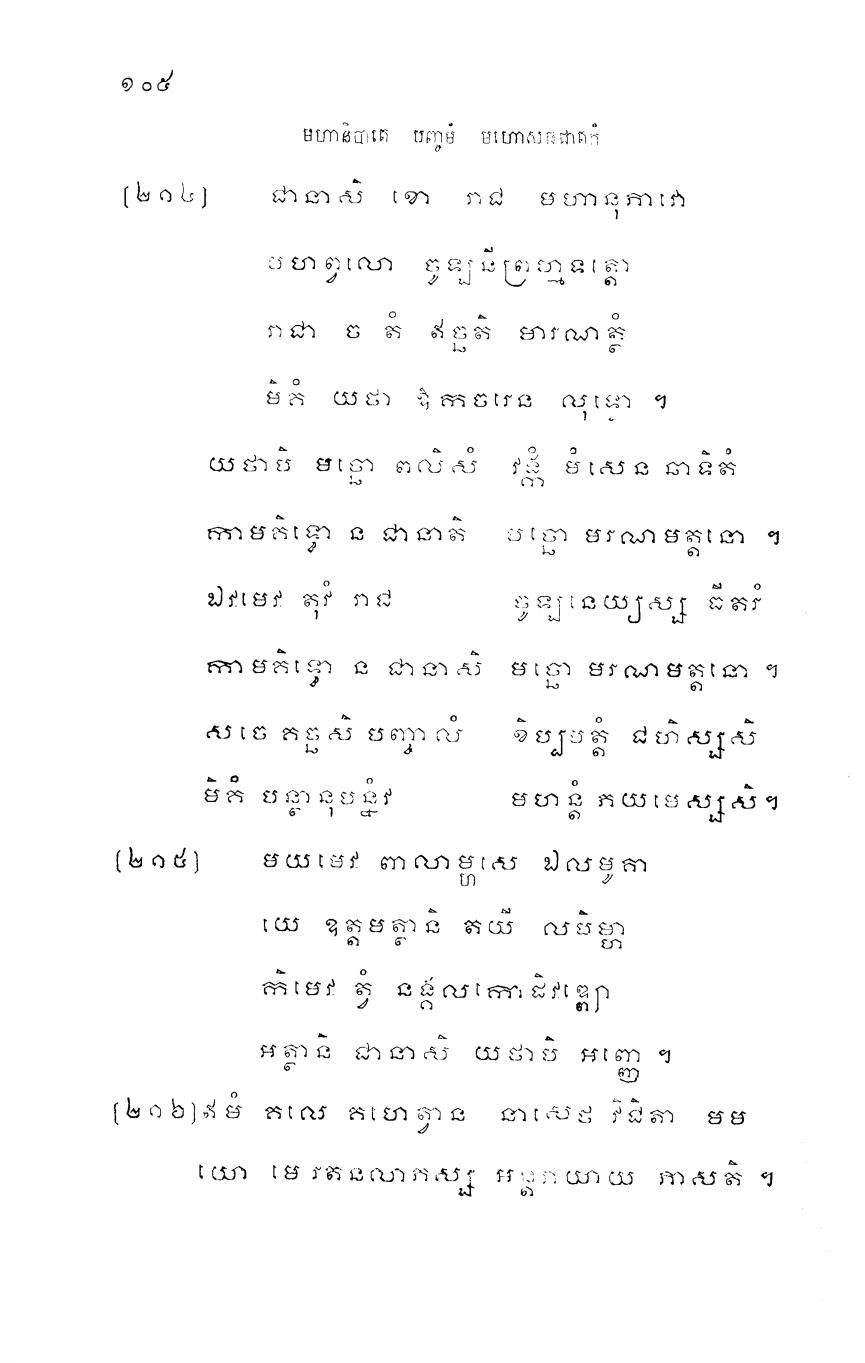 ១០៥
មហានិបាតេ បញ្ចមំ មហោសធជាតកំ
[២១៤] ជានាសិ ខោ រាជ មហានុភាវោ
មហព្វលោ ចូឡនីព្រហ្មទត្តោ
រាជា ច តំ ឥច្ឆតិ មារណត្ថំ
មិគំ យថា ឱកចរេន លុទ្ទោ ។
យថាបិ មច្ឆោ ពលិសំ វង្កំ មំសេន ឆាទិតំ
កាមគិទ្ធោ ន ជានាតិ មច្ឆោ មរណមត្តនោ ។
ឯវមេវ តុវំ រាជ ចូឡនេយ្យស្ស ធីតរំ
កាមគិទ្ធោ ន ជានាសិ មច្ឆោ មរណមត្តនោ ។
សចេ គច្ឆសិ បញ្ចាលំ ខិប្បមត្តំ ជហិស្សសិ
មិគំ បន្ថានុបន្នំវ មហន្តំ ភយមេស្សសិ។
[២១៥] មយមេវ ពាលាម្ហសេ ឯលមូគា
យេ ឧត្តមត្ថានិ តយី លបិម្ហា
កិមេវ ត្វំ នង្គលកោដិវឌ្ឍោ
អត្ថានិ ជានាសិ យថាបិ អញ្ញេ ។
[២១៦]ឥមំ គលេ គហេត្វាន នាសេថ វិជិតា មម
យោ មេ រតនលាភស្ស អន្តរាយាយ ភាសតិ ។